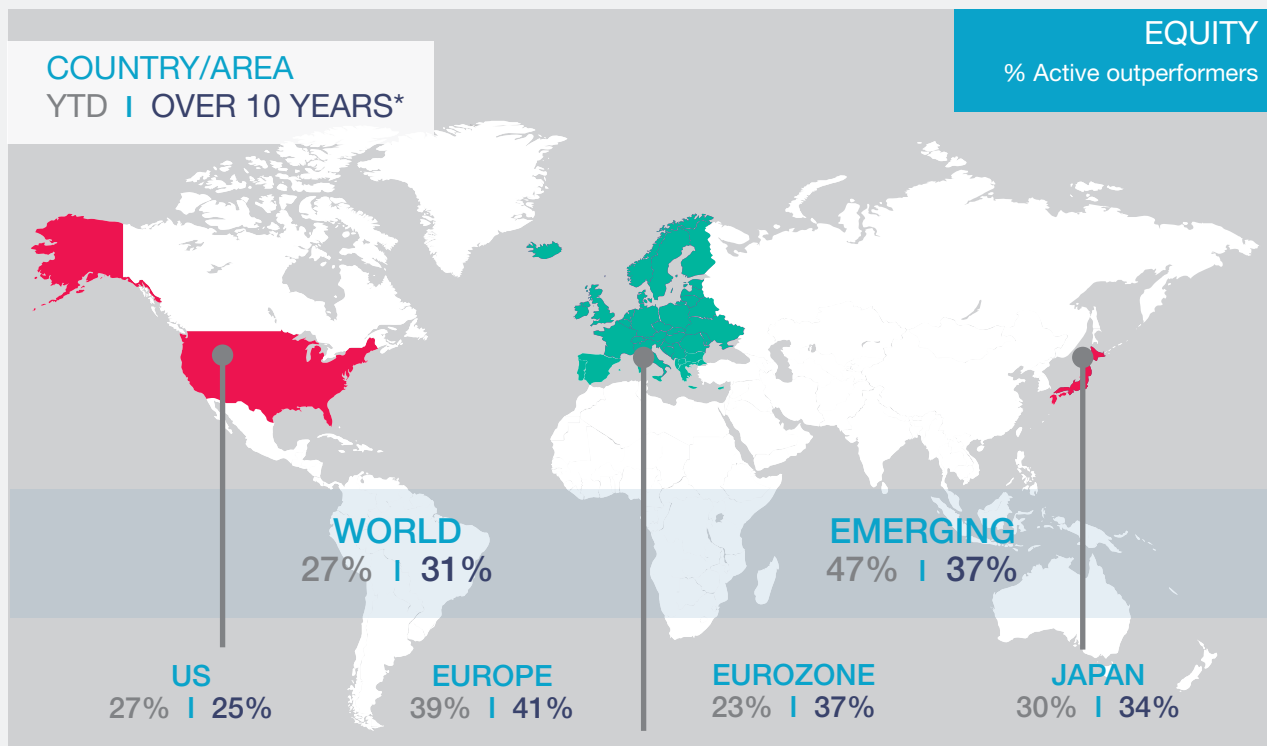 COUNTRY/AREA
YTD I OVER 10 YEARS*
EQUITY
% Active outperformers
WORLD
27% I 31%
EMERGING
47% I 37%
US
27% I 25%
EUROPE
39% I 41%
EUROZONE
23% I 37%
JAPAN
30% I 34%